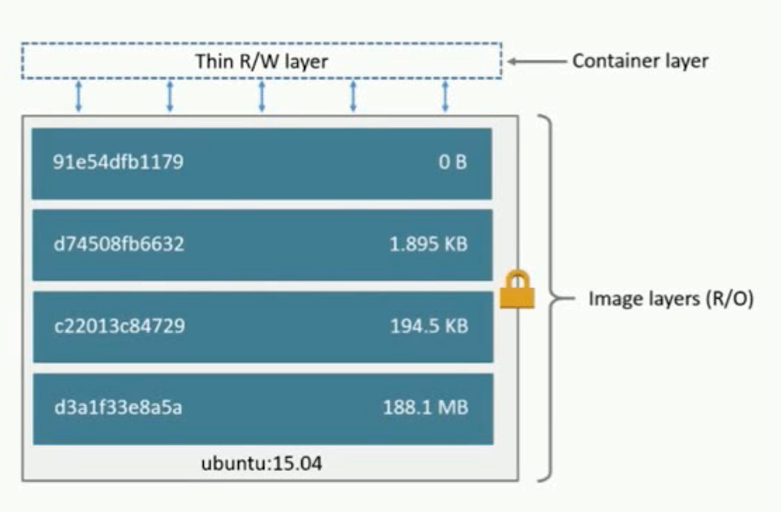 Thin R/W layer
Container layer
91e54dfb1179 0 B
d74508fb6632 1.895 KB
c22013c84729 194.5 KB
Image layers (R/O)
d3a1f33e8a5a 188.1 MB
ubuntu:15.04